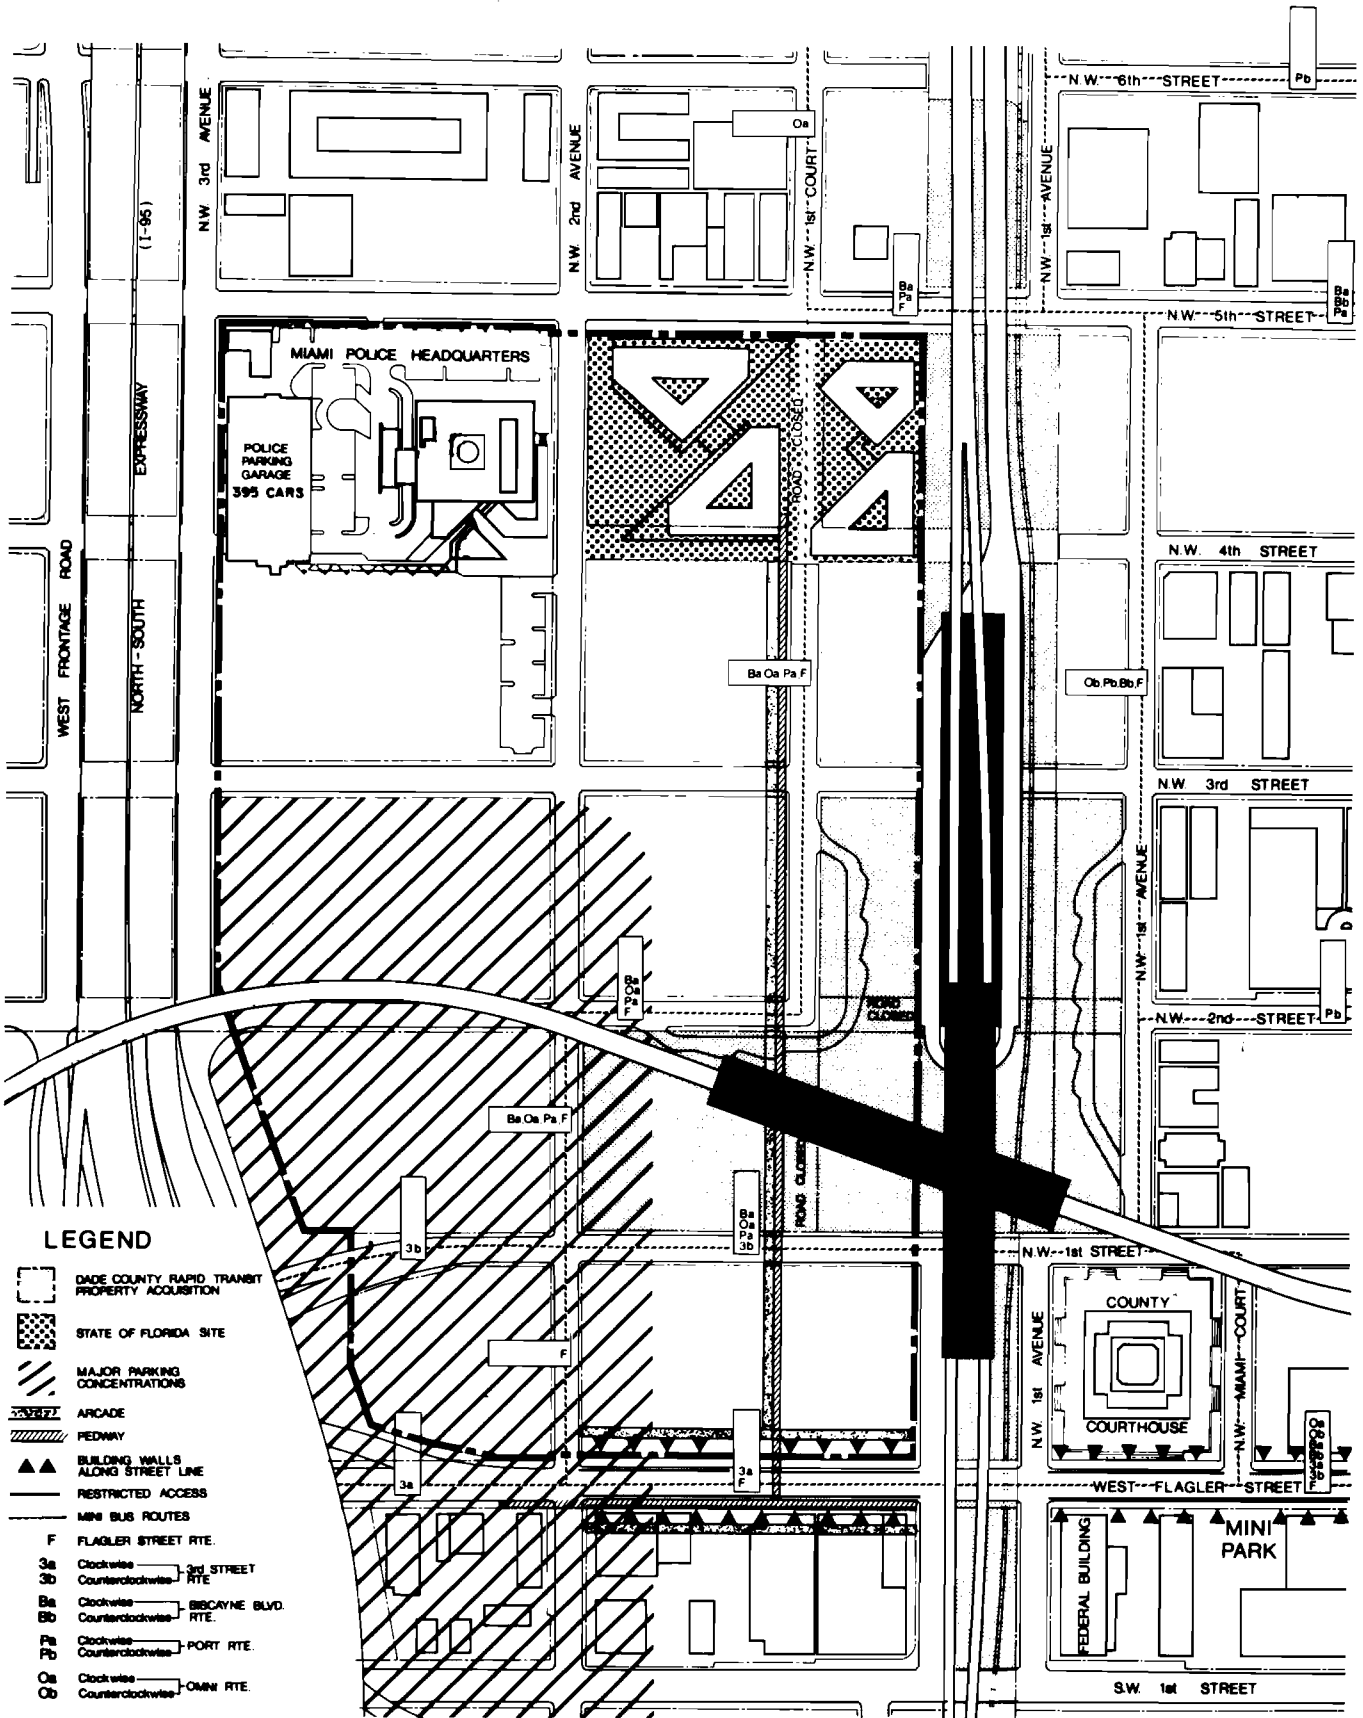 Pb
N.W. 6th STREET
N.W. 3rd AVENUE
N.W. 2nd AVENUE
Oa
N.W. 1st COURT
N.W. 1st AVENUE
(I-95)
Ba
Pa
F
Ba
Bb
Pa
N.W. 5th STREET
MIAMI POLICE HEADQUARTERS
POLICE
PARKING
GARAGE
395 CARS
EXPRESSWAY
ROAD CLOSED
N.W. 4th STREET
WEST FRONTAGE ROAD
NORTH-SOUTH
Ba Oa Pa F
Ob, Pb, Bb, F
N.W. 3rd STREET
N.W. 1st AVENUE
Ba
Oa
Pa
F
ROAD
CLOSED
N.W. 2nd STREET
Pb
Ba, Oa, Pa, F
ROAD CLOSED
Ba
Oa
Pa
3b
3b
N.W. 1st STREET
COUNTY
COURTHOUSE
N.W. 1st AVENUE
N.W. MIAMI COURT
F
3a
3a
F
F
WEST FLAGLER STREET
MINI
PARK
FEDERAL BUILDING
S.W. 1st STREET
LEGEND
DADE COUNTY RAPID TRANSIT
PROPERTY ACQUISITION
STATE OF FLORIDA SITE
MAJOR PARKING
CONCENTRATIONS
ARCADE
PEDWAY
BUILDING WALLS
ALONG STREET LINE
RESTRICTED ACCESS
MINI BUS ROUTES
F FLAGLER STREET RTE.
3a Clockwise
3b Counterclockwise
3rd STREET
RTE
Ba Clockwise
Bb Counterclockwise
BISCAYNE BLVD.
RTE.
Pa Clockwise
Pb Counterclockwise
PORT RTE.
Oa Clockwise
Ob Counterclockwise
OMNI RTE.